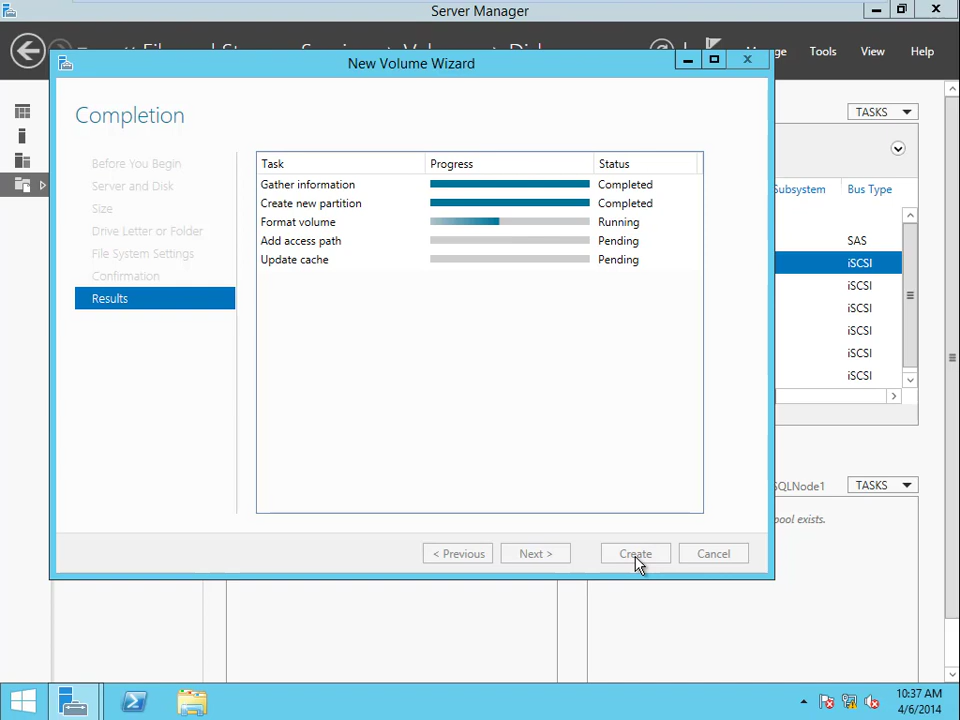 Server Manager
Tools
View
Help
New Volume Wizard
Completion
TASKS
Before You Begin
Server and Disk
Size
Drive Letter or Folder
File System Settings
Confirmation
Results
Task Progress Status
Gather information Completed
Create new partition Completed
Format volume Running
Add access path Pending
Update cache Pending
Subsystem Bus Type
SAS
iSCSI
iSCSI
iSCSI
iSCSI
iSCSI
iSCSI
SQLNode1 TASKS
pool exists.
< Previous Next > Create Cancel
10:37 AM
4/6/2014